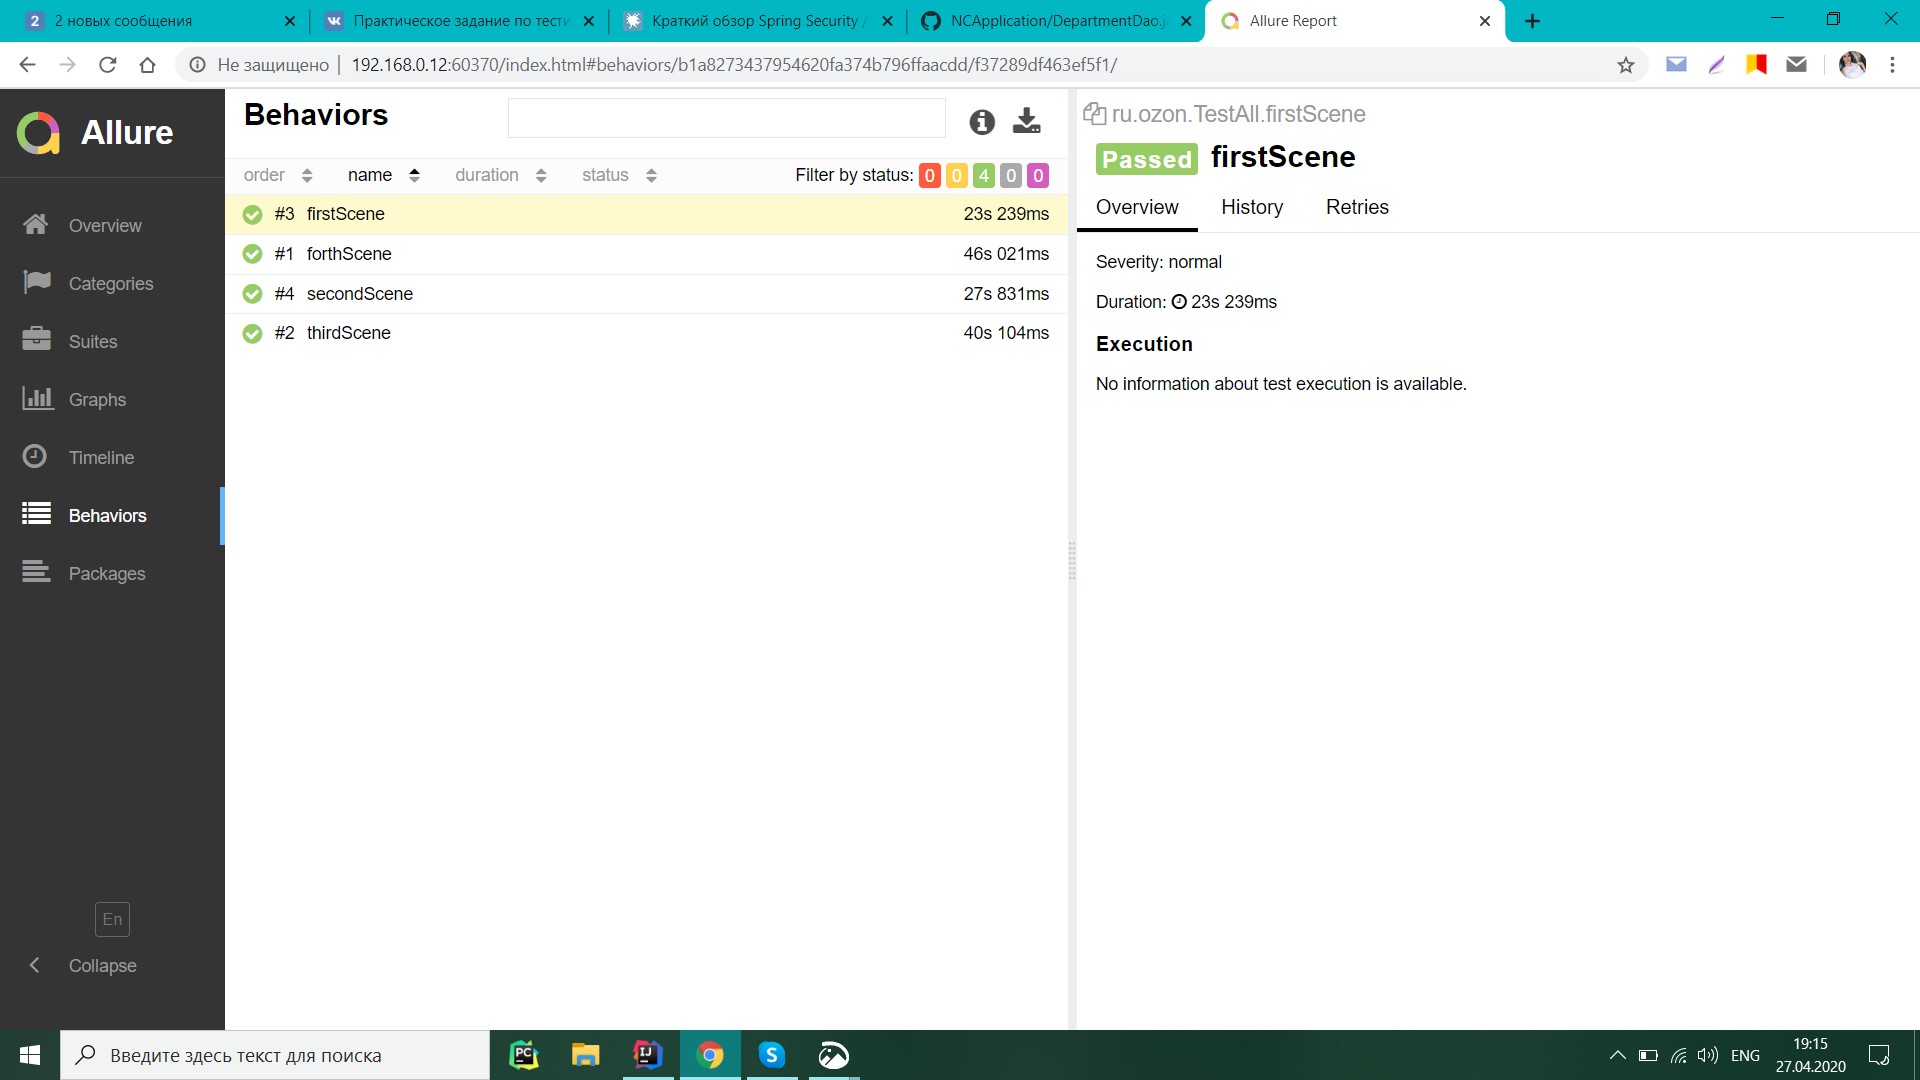 2 2 новых сообщения
Практическое задание по тести
Краткий обзор Spring Security /
NCApplication/DepartmentDao.ja
Allure Report
Не защищено
192.168.0.12:60370/index.html#behaviors/b1a8273437954620fa374b796ffaacdd/f37289df463ef5f1/
Allure
Overview
Categories
Suites
Graphs
Timeline
Behaviors
Packages
En
Collapse
Behaviors
order name duration status Filter by status: 0 0 4 0 0
#3 firstScene 23s 239ms
#1 forthScene 46s 021ms
#4 secondScene 27s 831ms
#2 thirdScene 40s 104ms
ru.ozon.TestAll.firstScene
Passed firstScene
Overview History Retries
Severity: normal
Duration: 23s 239ms
Execution
No information about test execution is available.
Введите здесь текст для поиска
PC
IJ
S
ENG
19:15
27.04.2020